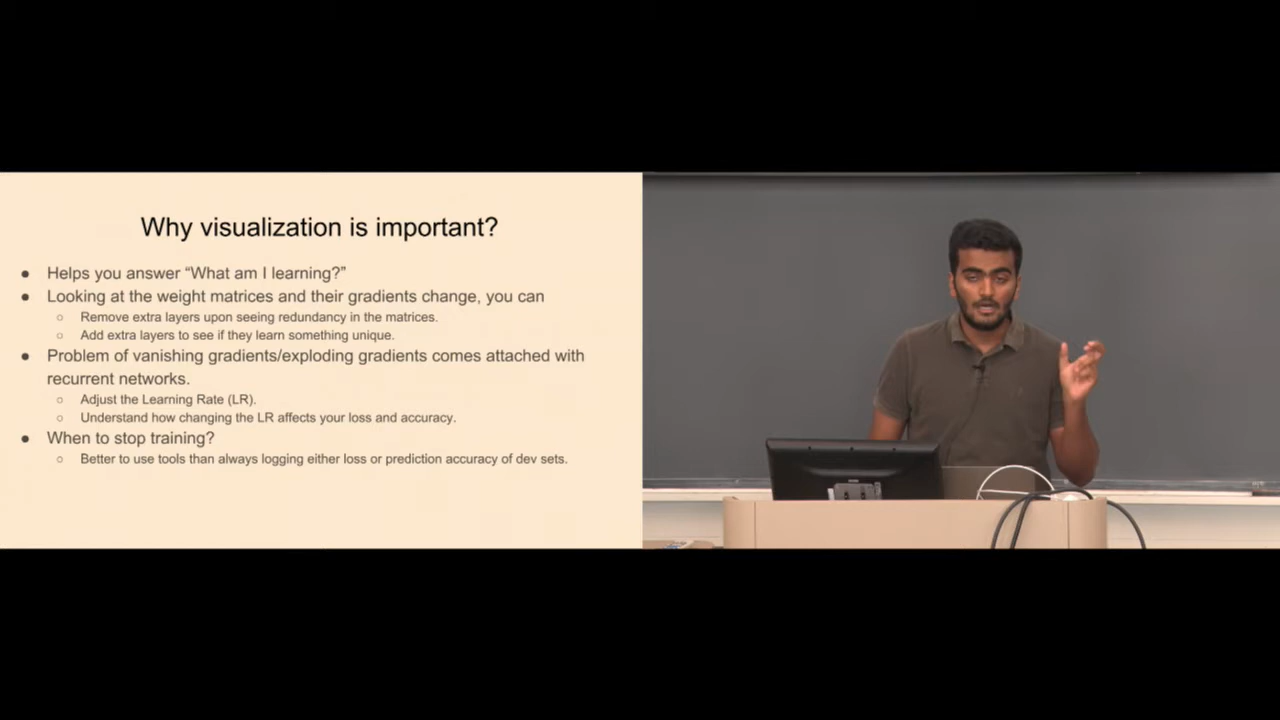 Why visualization is important?
● Helps you answer “What am I learning?”
● Looking at the weight matrices and their gradients change, you can
○ Remove extra layers upon seeing redundancy in the matrices.
○ Add extra layers to see if they learn something unique.
● Problem of vanishing gradients/exploding gradients comes attached with
recurrent networks.
○ Adjust the Learning Rate (LR).
○ Understand how changing the LR affects your loss and accuracy.
● When to stop training?
○ Better to use tools than always logging either loss or prediction accuracy of dev sets.